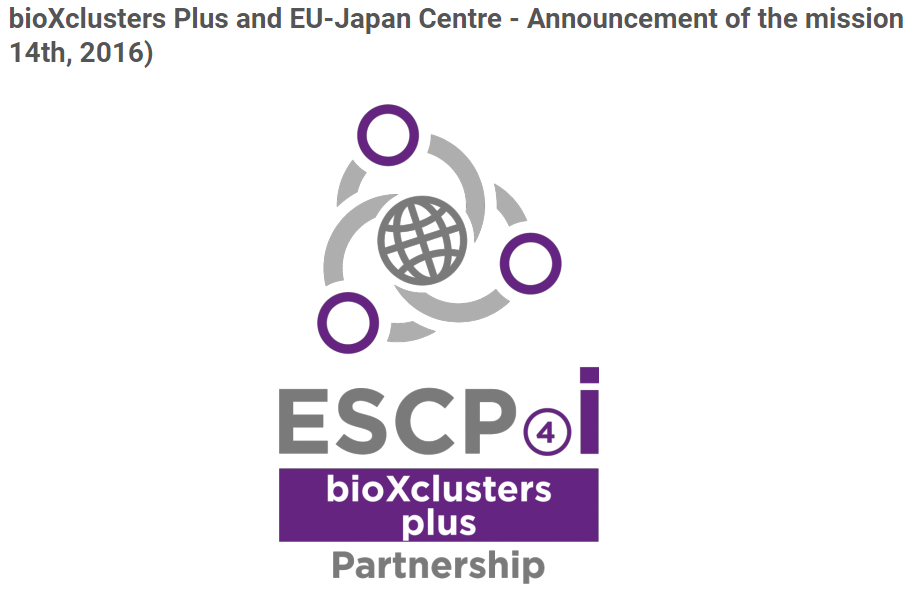 bioXclusters Plus and EU-Japan Centre - Announcement of the mission
14th, 2016)
ESCP4i
bioXclusters
plus
Partnership